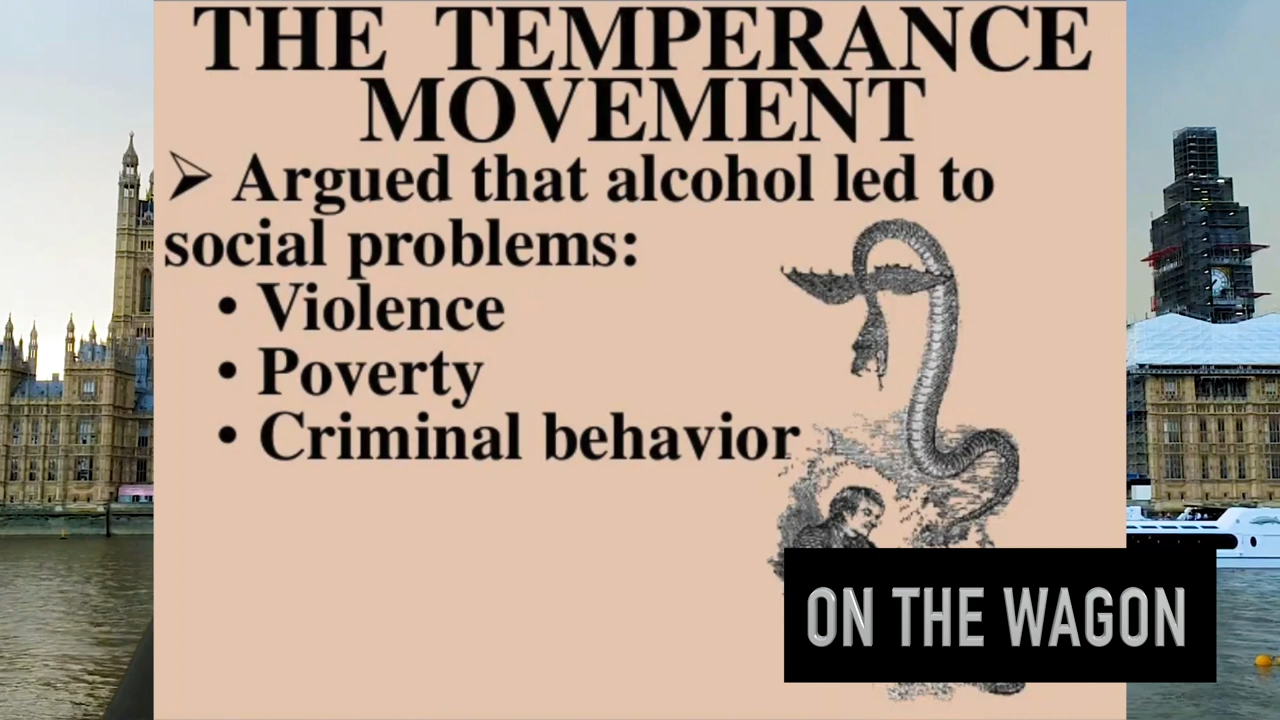 THE TEMPERANCE
MOVEMENT
➢ Argued that alcohol led to
social problems:
• Violence
• Poverty
• Criminal behavior
ON THE WAGON